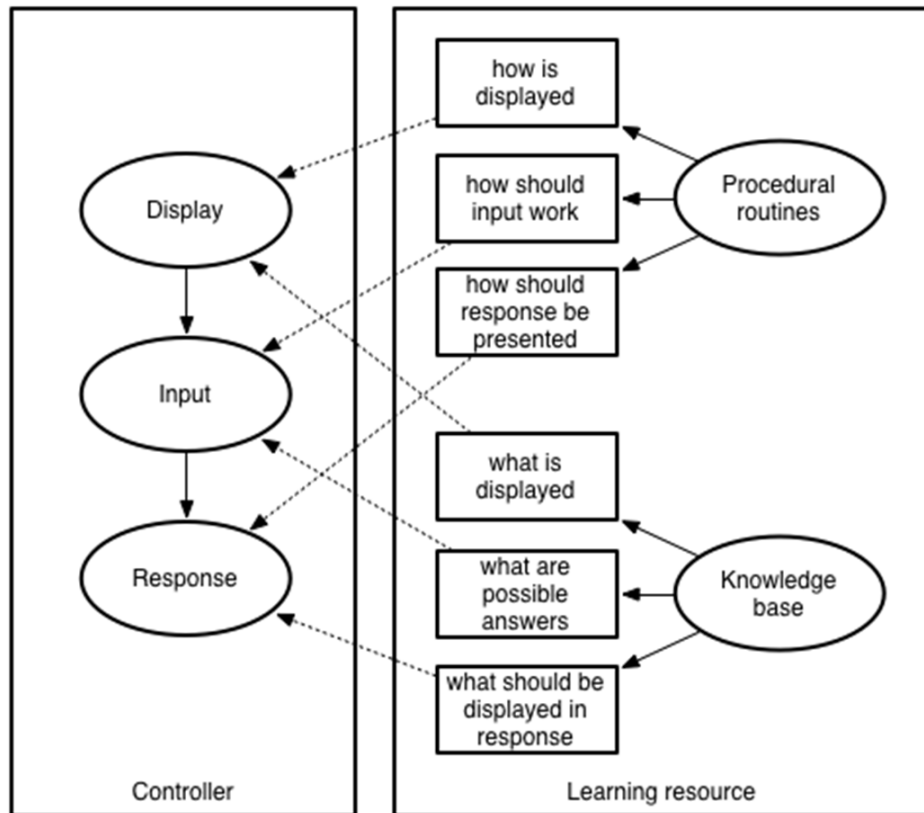 Display
Input
Response
Controller
how is
displayed
how should
input work
how should
response be
presented
Procedural
routines
what is
displayed
what are
possible
answers
what should be
displayed in
response
Knowledge
base
Learning resource